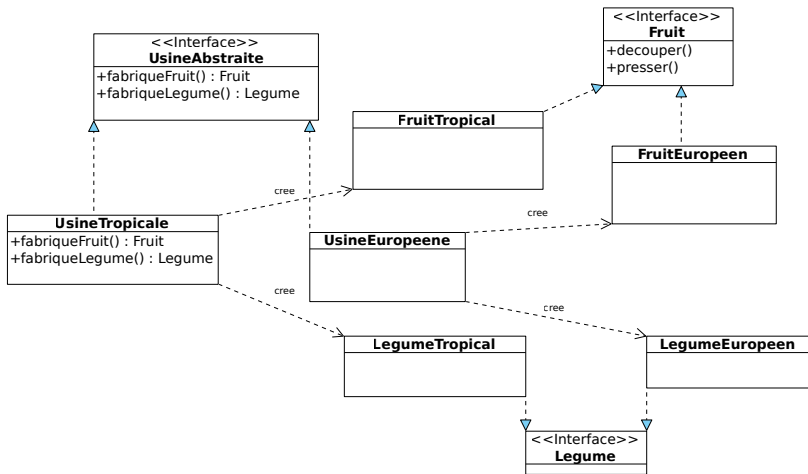 <<Interface>>
UsineAbstraite
+fabriqueFruit() : Fruit
+fabriqueLegume() : Legume
<<Interface>>
Fruit
+decouper()
+presser()
FruitTropical
FruitEuropeen
cree
UsineTropicale
+fabriqueFruit() : Fruit
+fabriqueLegume() : Legume
cree
UsineEuropeene
cree
cree
LegumeTropical
LegumeEuropeen
<<Interface>>
Legume